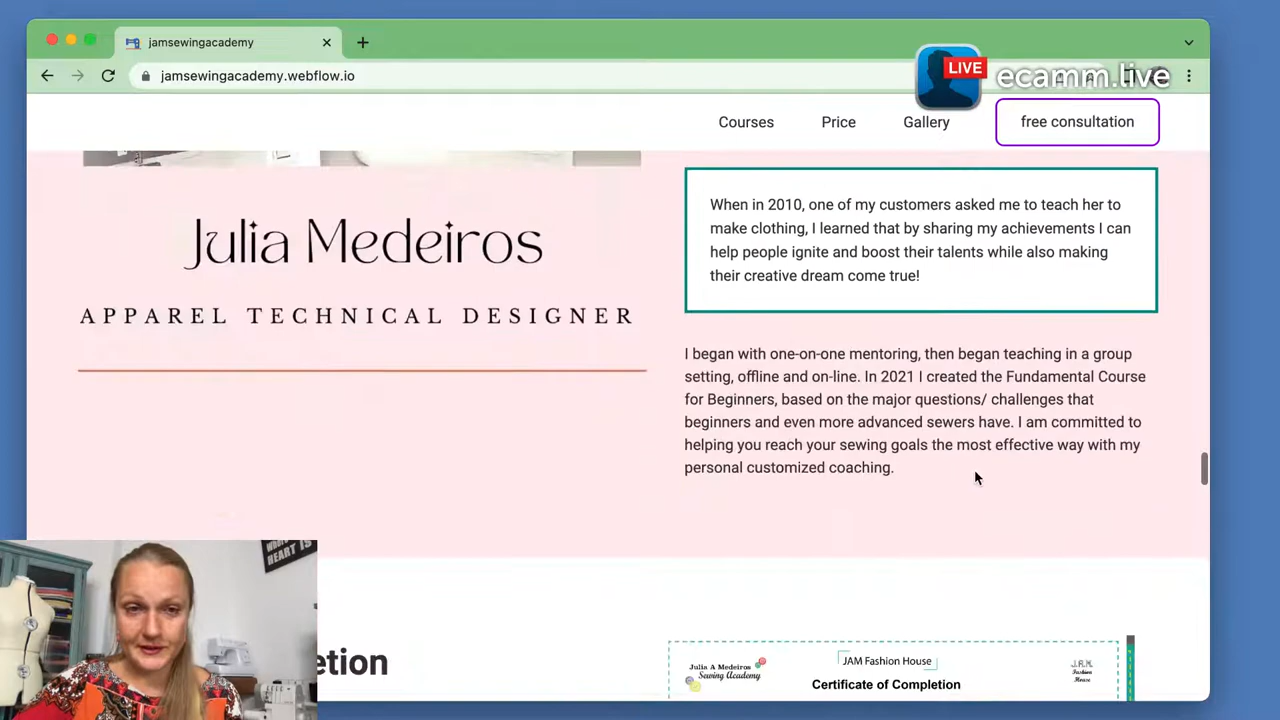 jamsewingacademy
jamsewingacademy.webflow.io
LIVE
ecamm.live
Courses
Price
Gallery
free consultation
Julia Medeiros
APPAREL TECHNICAL DESIGNER
When in 2010, one of my customers asked me to teach her to
make clothing, I learned that by sharing my achievements I can
help people ignite and boost their talents while also making
their creative dream come true!
I began with one-on-one mentoring, then began teaching in a group
setting, offline and on-line. In 2021 I created the Fundamental Course
for Beginners, based on the major questions/ challenges that
beginners and even more advanced sewers have. I am committed to
helping you reach your sewing goals the most effective way with my
personal customized coaching.
HEART IS
etion
Julia A Medeiros
Sewing Academy
JAM Fashion House
Certificate of Completion
J.A.M.
Fashion
House